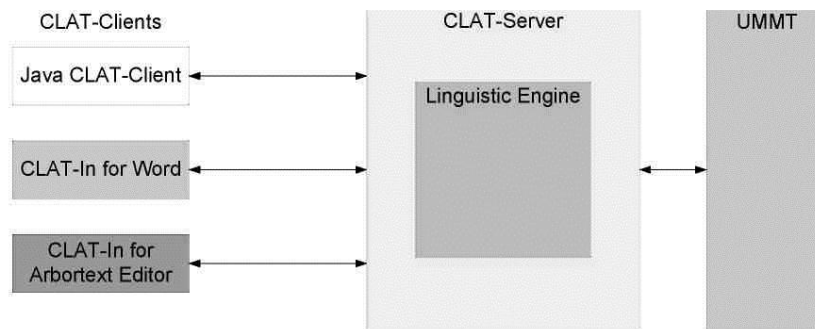 CLAT-Clients
CLAT-Server
UMMT
Java CLAT-Client
Linguistic Engine
CLAT-In for Word
CLAT-In for
Arbortext Editor